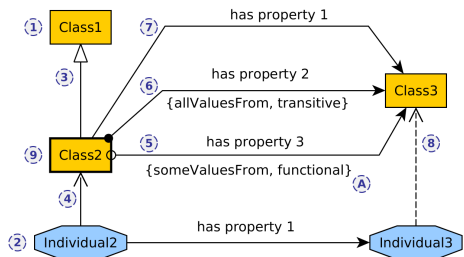 has property 1
1 Class1 7
3
has property 2
6
{allValuesFrom, transitive}
Class3
5 has property 3
9 Class2
{someValuesFrom, functional}
8
A
4
has property 1
2 Individual2 Individual3